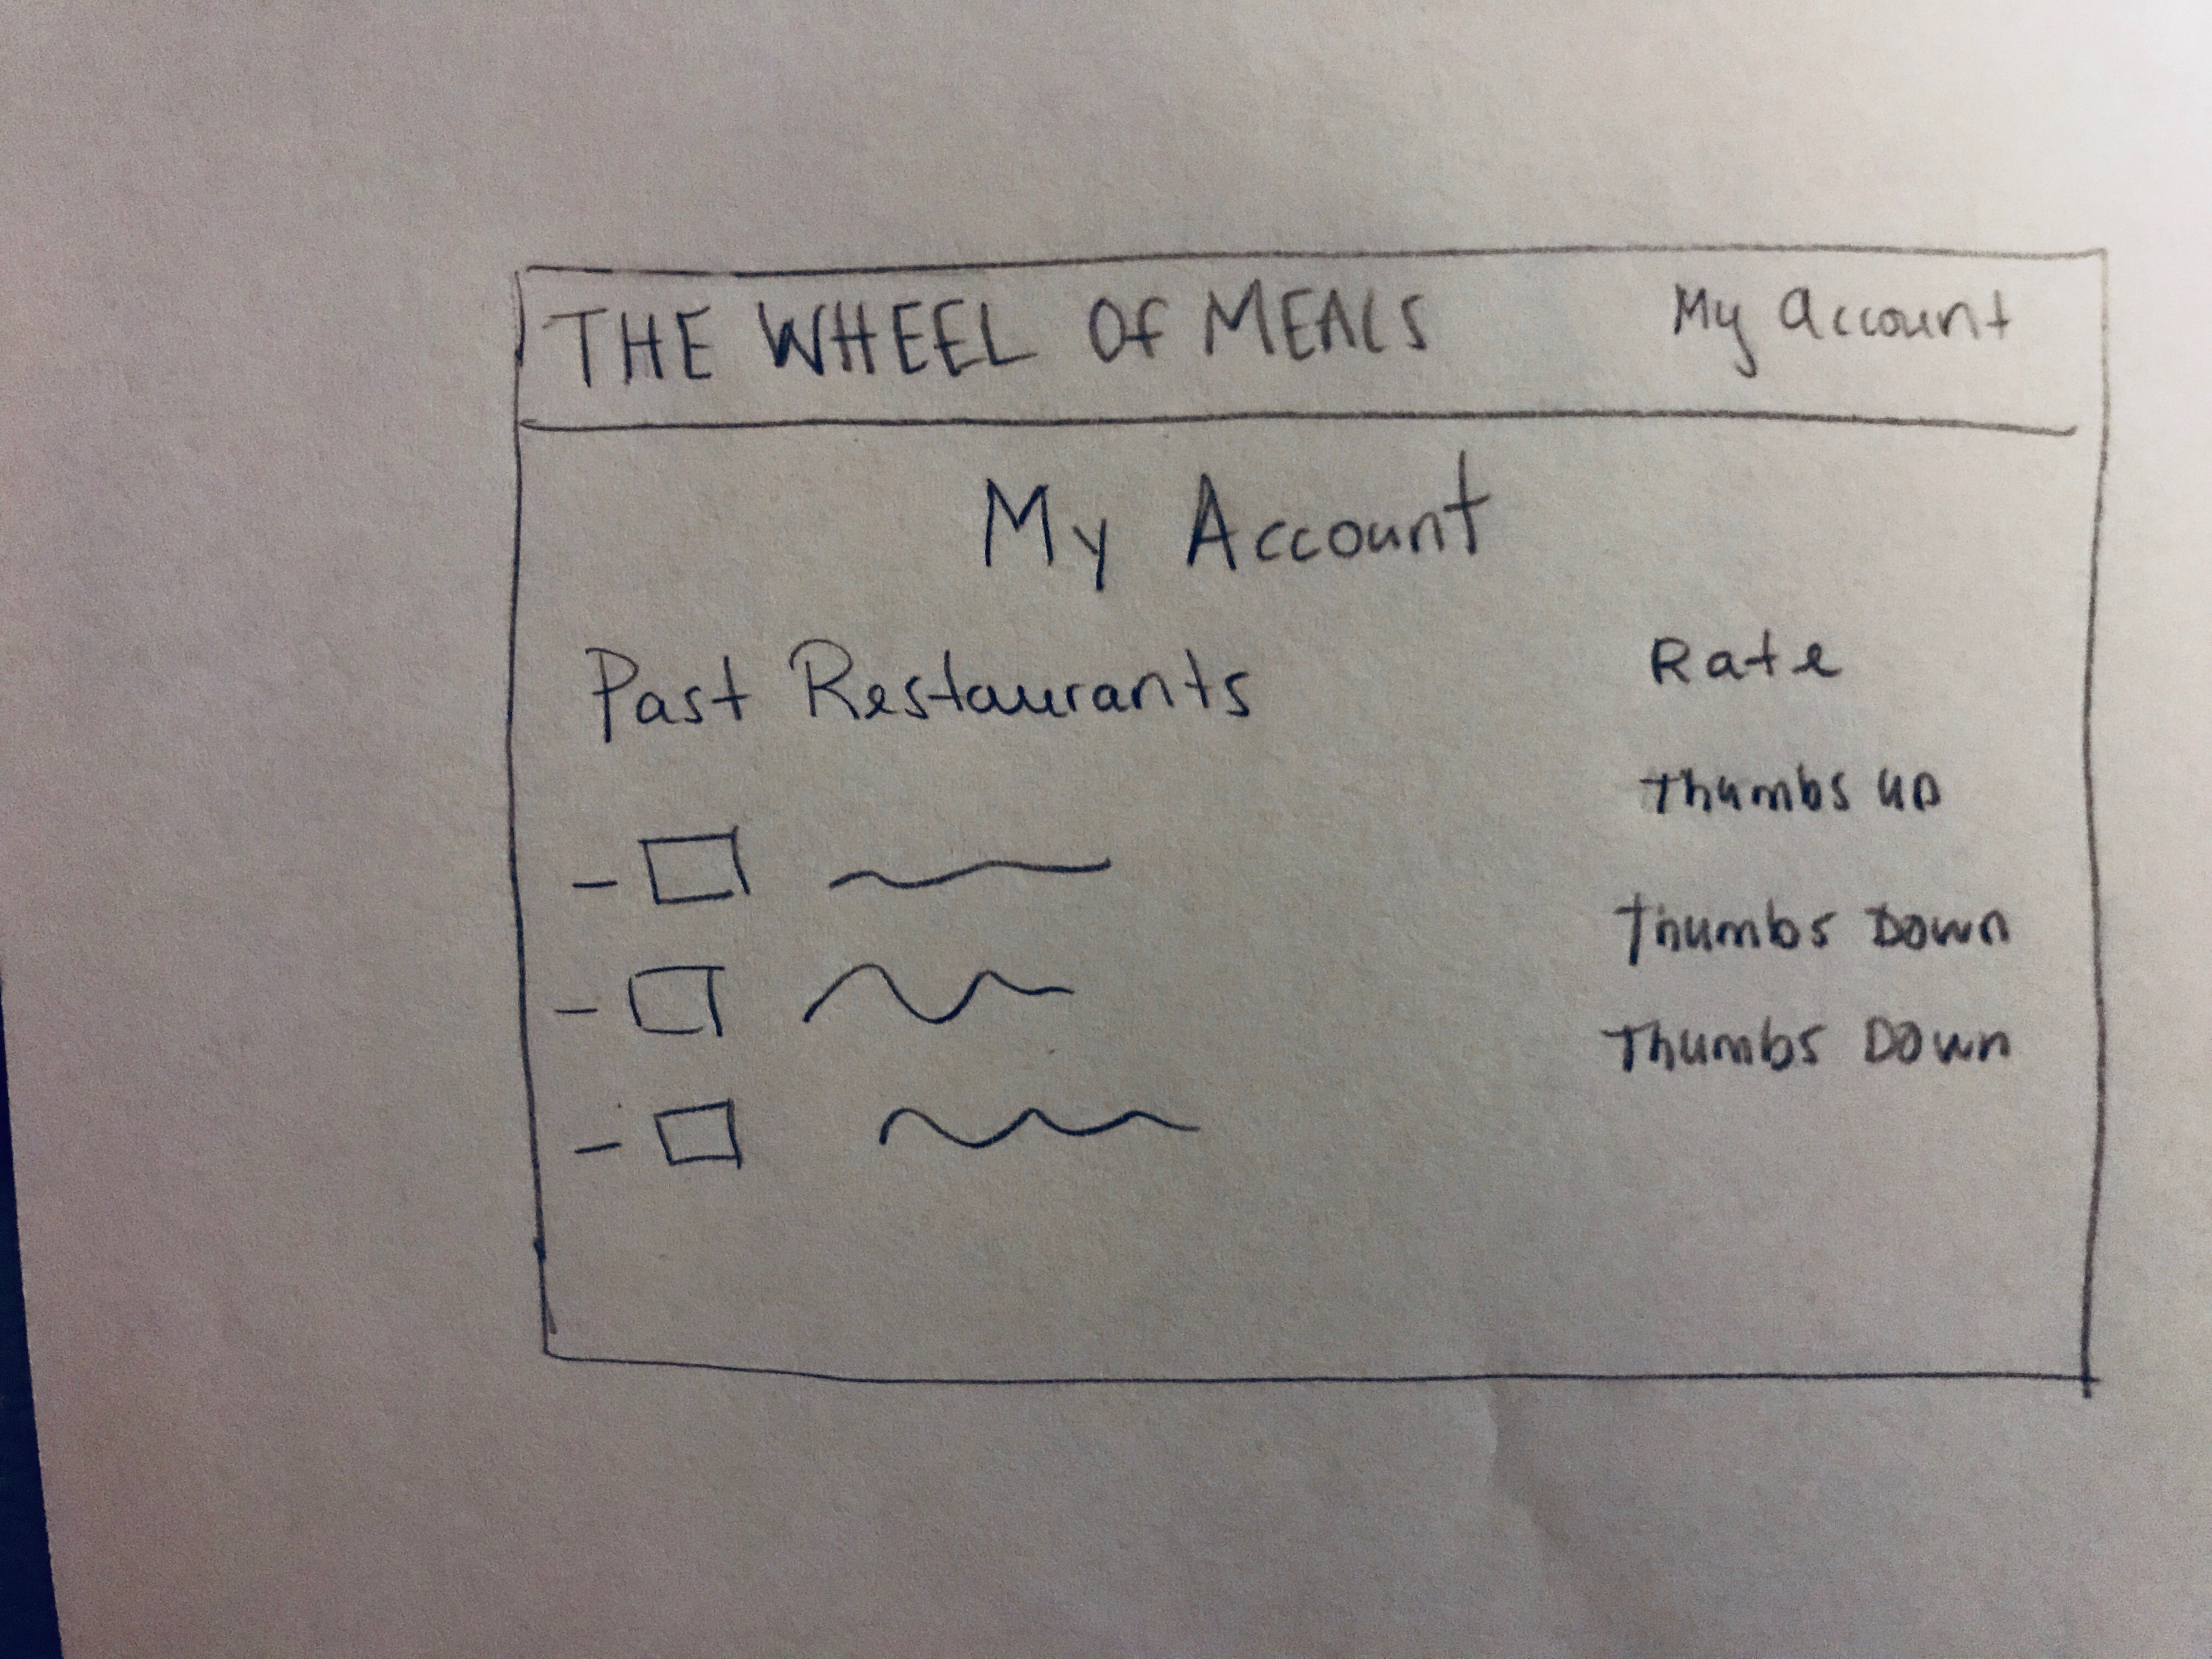 THE WHEEL OF MEALS My Account
My Account
Past Restaurants Rate
Thumbs up
Thumbs Down
Thumbs Down